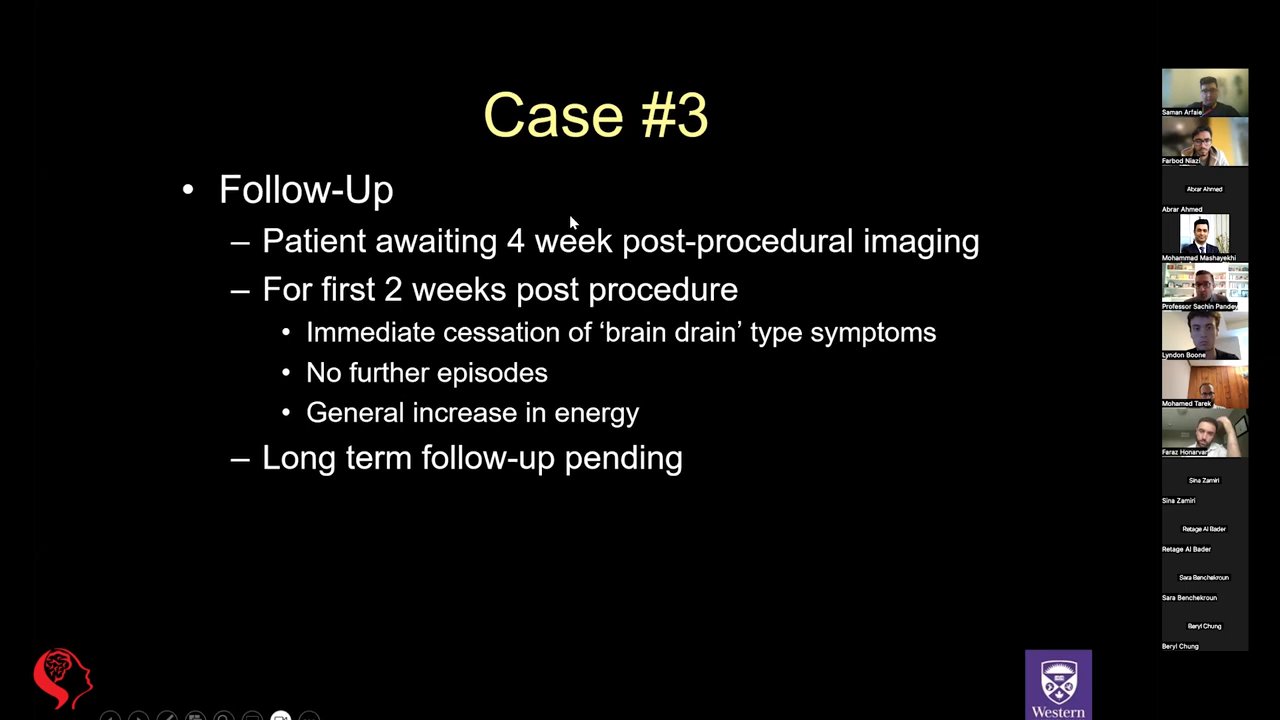 Case #3
• Follow-Up
– Patient awaiting 4 week post-procedural imaging
– For first 2 weeks post procedure
• Immediate cessation of ‘brain drain’ type symptoms
• No further episodes
• General increase in energy
– Long term follow-up pending
Western
Saman Arfaie
Farbod Niazi
Abrar Ahmed
Abrar Ahmed
Mohammad Mashayekhi
Professor Sachin Pandey
Lyndon Boone
Mohamed Tarek
Faraz Honarvar
Sina Zamiri
Sina Zamiri
Retage Al Bader
Retage Al Bader
Sara Benchekroun
Sara Benchekroun
Beryl Chung
Beryl Chung